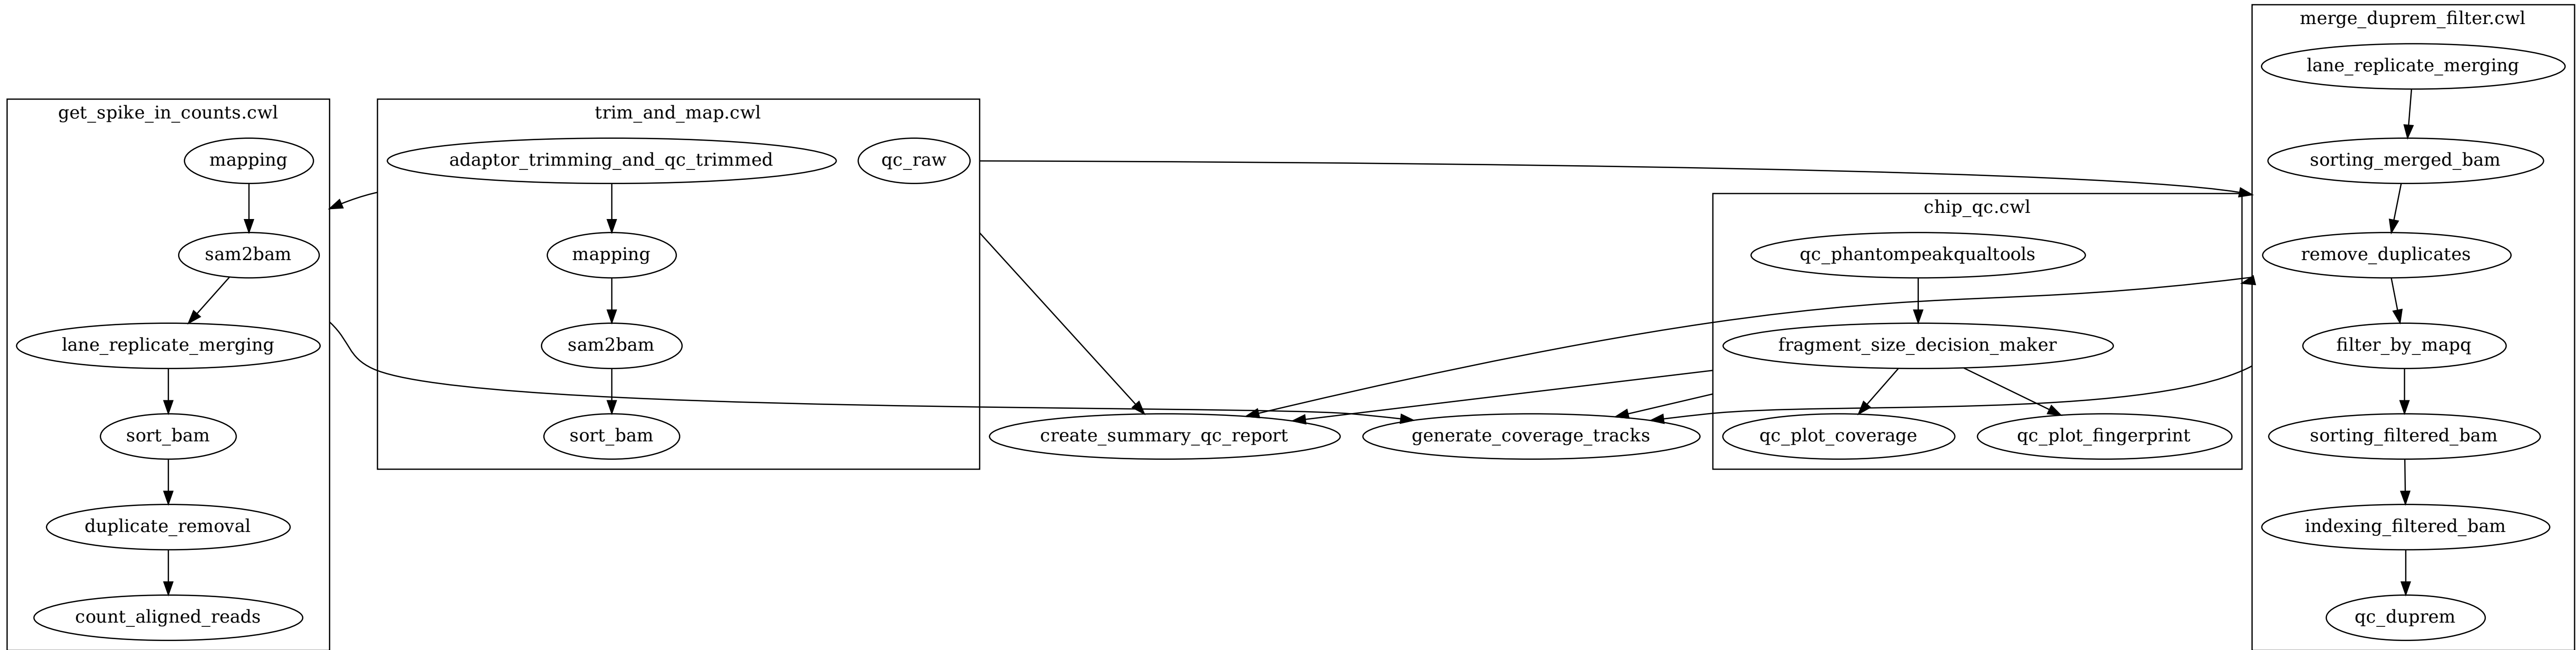 get_spike_in_counts.cwl
mapping
sam2bam
lane_replicate_merging
sort_bam
duplicate_removal
count_aligned_reads
trim_and_map.cwl
adaptor_trimming_and_qc_trimmed
qc_raw
mapping
sam2bam
sort_bam
create_summary_qc_report
generate_coverage_tracks
chip_qc.cwl
qc_phantompeakqualtools
fragment_size_decision_maker
qc_plot_coverage
qc_plot_fingerprint
merge_duprem_filter.cwl
lane_replicate_merging
sorting_merged_bam
remove_duplicates
filter_by_mapq
sorting_filtered_bam
indexing_filtered_bam
qc_duprem